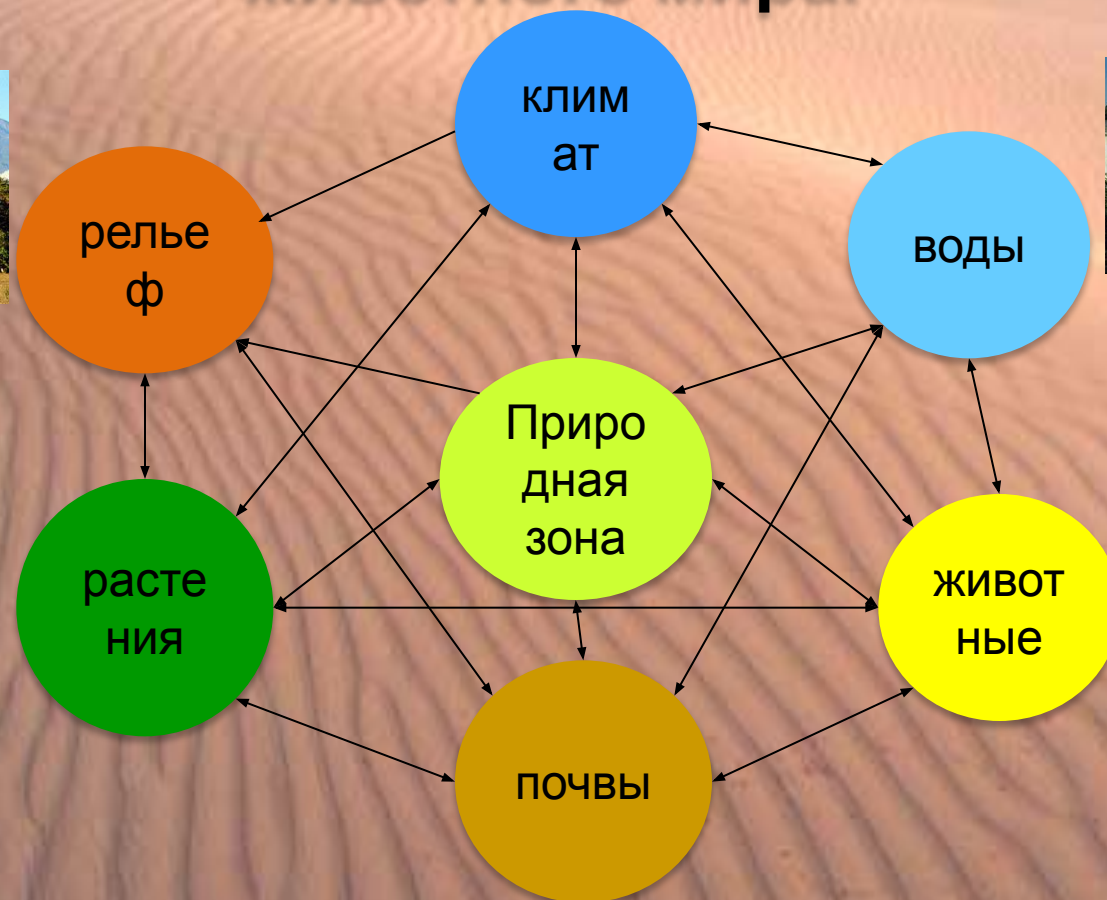 клим
ат
релье
ф
воды
Приро
дная
зона
расте
ния
живот
ные
почвы